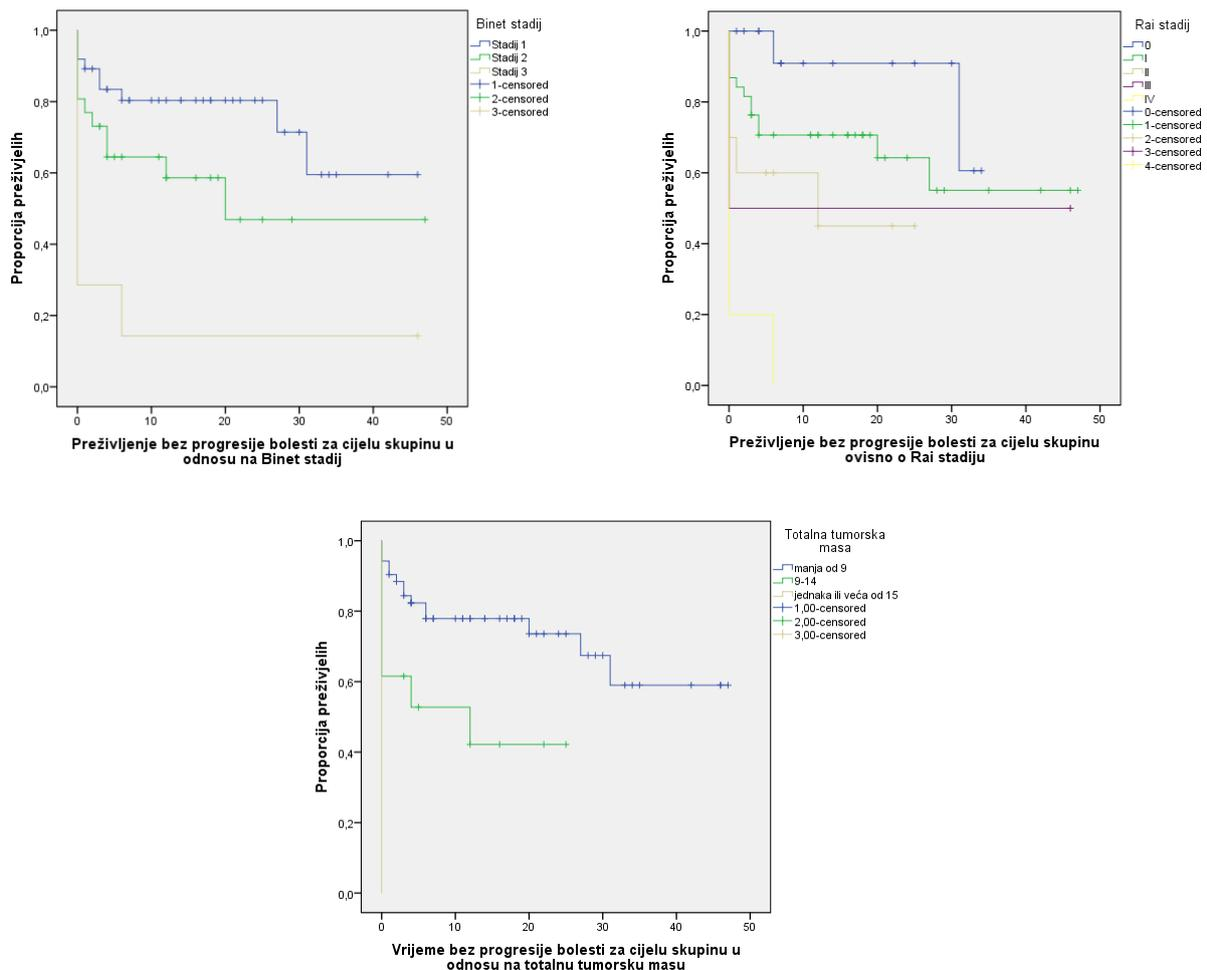 Binet stadij
Stadij 1
Stadij 2
Stadij 3
1-censored
2-censored
3-censored
1,0
0,8
0,6
0,4
0,2
0,0
Proporcija preživjelih
0 10 20 30 40 50
Preživljenje bez progresije bolesti za cijelu skupinu u
odnosu na Binet stadij
Rai stadij
0
I
II
III
IV
0-censored
1-censored
2-censored
3-censored
4-censored
1,0
0,8
0,6
0,4
0,2
0,0
Proporcija preživjelih
0 10 20 30 40 50
Preživljenje bez progresije bolesti za cijelu skupinu
ovisno o Rai stadiju
Totalna tumorska
masa
manja od 9
9-14
jednaka ili veća od 15
1,00-censored
2,00-censored
3,00-censored
1,0
0,8
0,6
0,4
0,2
0,0
Proporcija preživjelih
0 10 20 30 40 50
Vrijeme bez progresije bolesti za cijelu skupinu u
odnosu na totalnu tumorsku masu